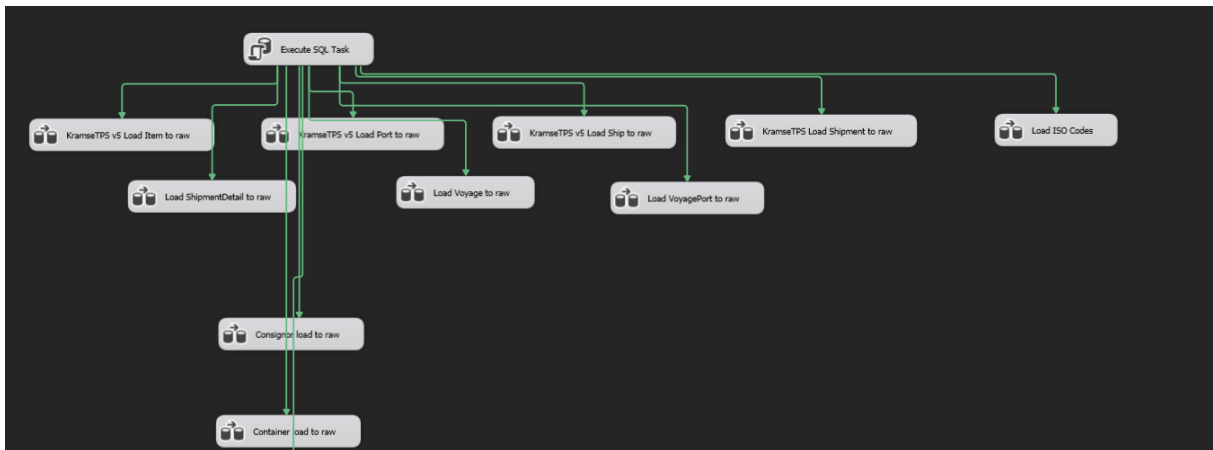 Execute SQL Task
KramseTPS v5 Load Item to raw
KramseTPS v5 Load Port to raw
KramseTPS v5 Load Ship to raw
KramseTPS Load Shipment to raw
Load ISO Codes
Load ShipmentDetail to raw
Load Voyage to raw
Load VoyagePort to raw
Consignor load to raw
Container load to raw